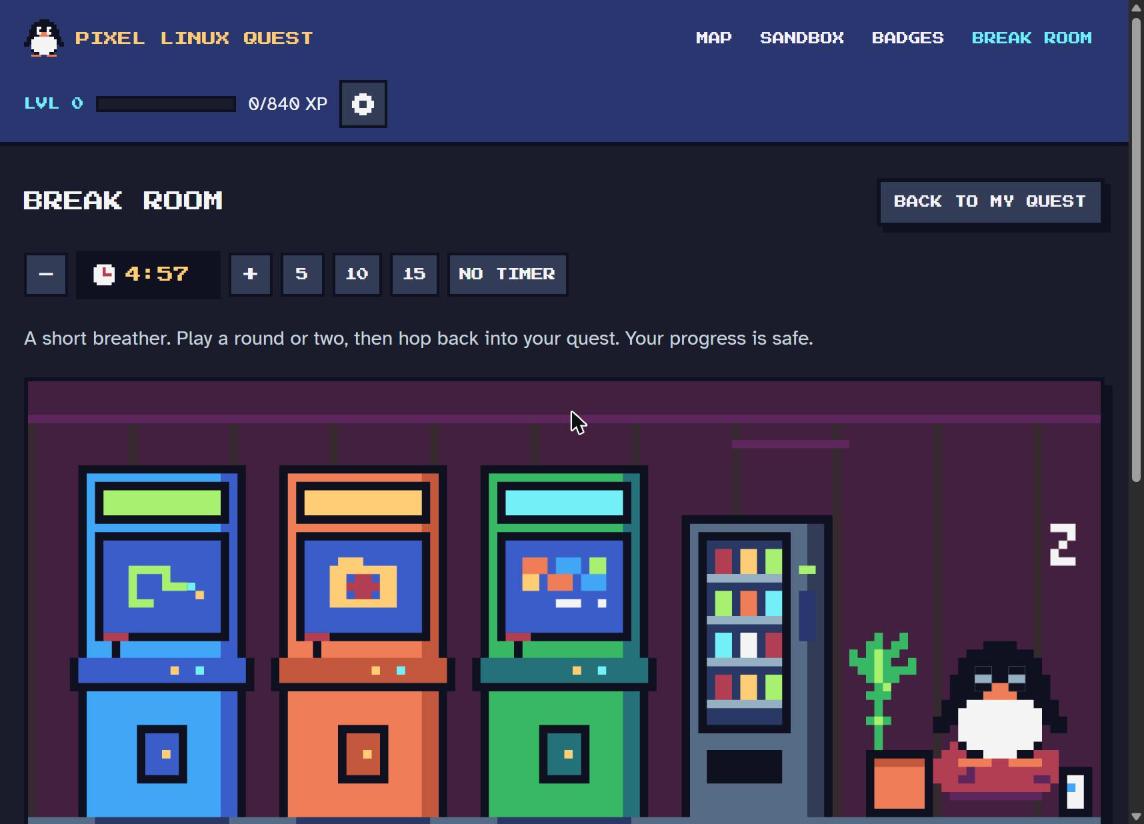 PIXEL LINUX QUEST
MAP SANDBOX BADGES BREAK ROOM
LVL 0 0/840 XP
BREAK ROOM
BACK TO MY QUEST
− 4:57 + 5 10 15 NO TIMER
A short breather. Play a round or two, then hop back into your quest. Your progress is safe.
Z